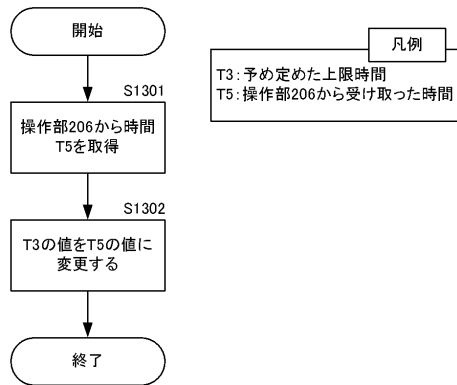 開始
S1301
操作部206から時間
T5を取得
S1302
T3の値をT5の値に
変更する
終了
凡例
T3：予め定めた上限時間
T5：操作部206から受け取った時間